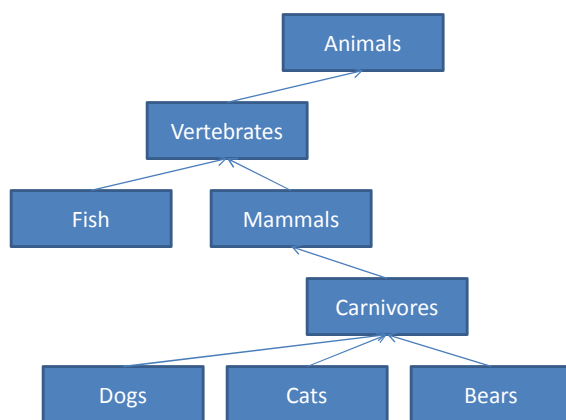 Animals
Vertebrates
Fish
Mammals
Carnivores
Dogs
Cats
Bears